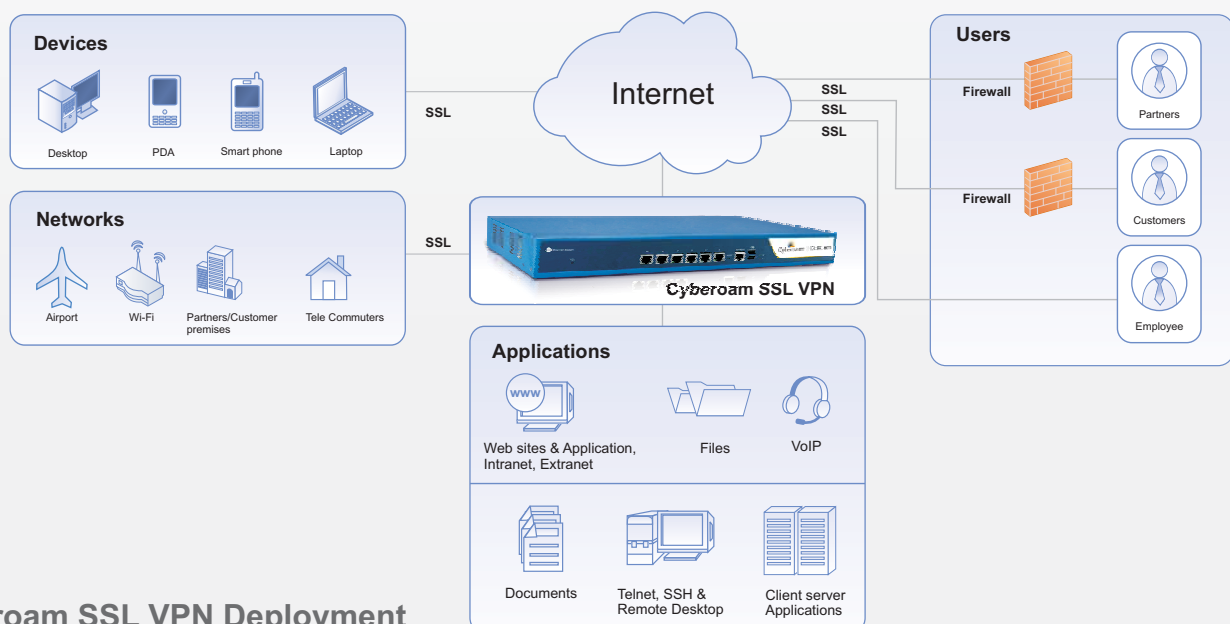 Devices
Desktop
PDA
Smart phone
Laptop
SSL
Internet
SSL
SSL
SSL
Users
Firewall
Partners
Firewall
Customers
Employee
Networks
Airport
Wi-Fi
Partners/Customer
premises
Tele Commuters
SSL
Cyberoam
Cyberoam SSL VPN
Applications
www
Web sites & Application,
Intranet, Extranet
Files
VoIP
Documents
Telnet, SSH &
Remote Desktop
Client server
Applications
roam SSL VPN Deployment